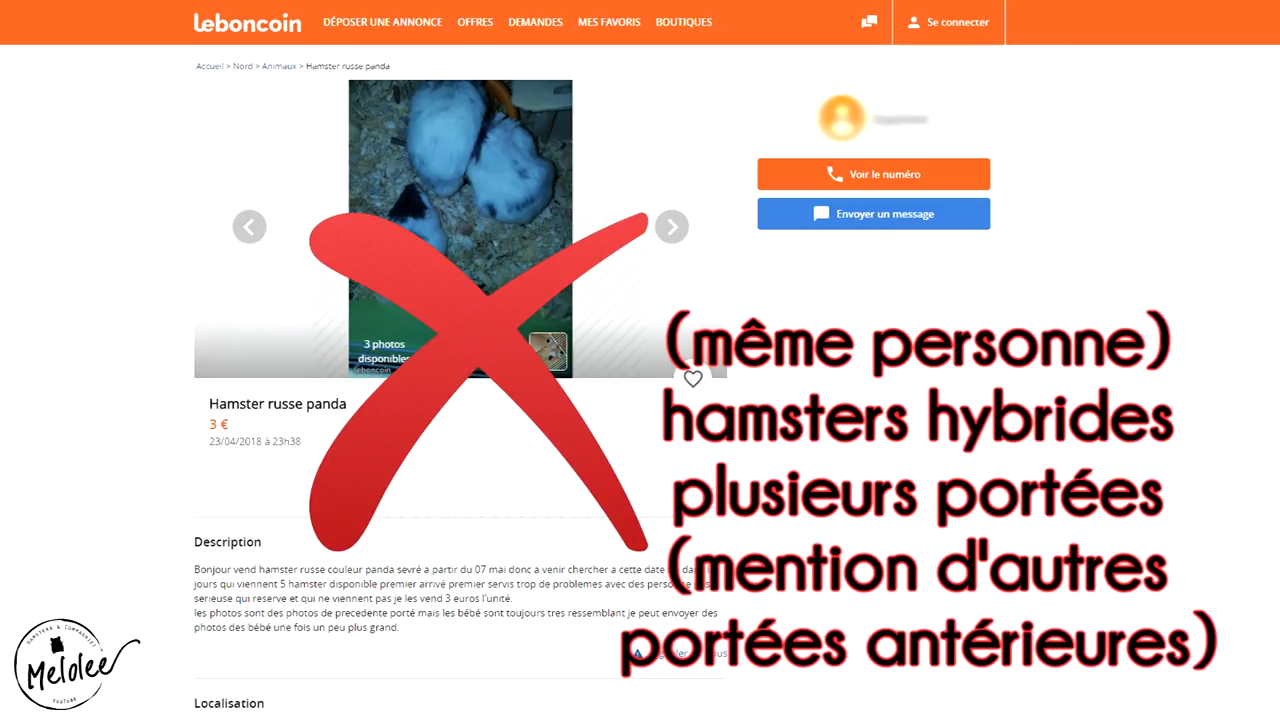 leboncoin
DÉPOSER UNE ANNONCE OFFRES DEMANDES MES FAVORIS BOUTIQUES
Se connecter
Accueil > Nord > Animaux > Hamster russe panda
Voir le numéro
Envoyer un message
3 photos
disponibles
leboncoin
Hamster russe panda
3 €
23/04/2018 à 23h38
(même personne)
hamsters hybrides
plusieurs portées
(mention d'autres
portées antérieures)
Description
Bonjour vend hamster russe couleur panda sevré a partir du 07 mai donc a venir chercher a cette date
jours qui viennent 5 hamster disponible premier arrivé premier servis trop de problemes avec des
serieuse qui reserve et qui ne viennent pas je les vend 3 euros l'unité.
les photos sont des photos de precedente porté mais les bébé sont toujours tres ressemblant je peut envoyer des
photos des bébé une fois un peu plus grand.
Localisation
HAMSTERS & COMPAGNIE!
Melolee
YOUTUBE